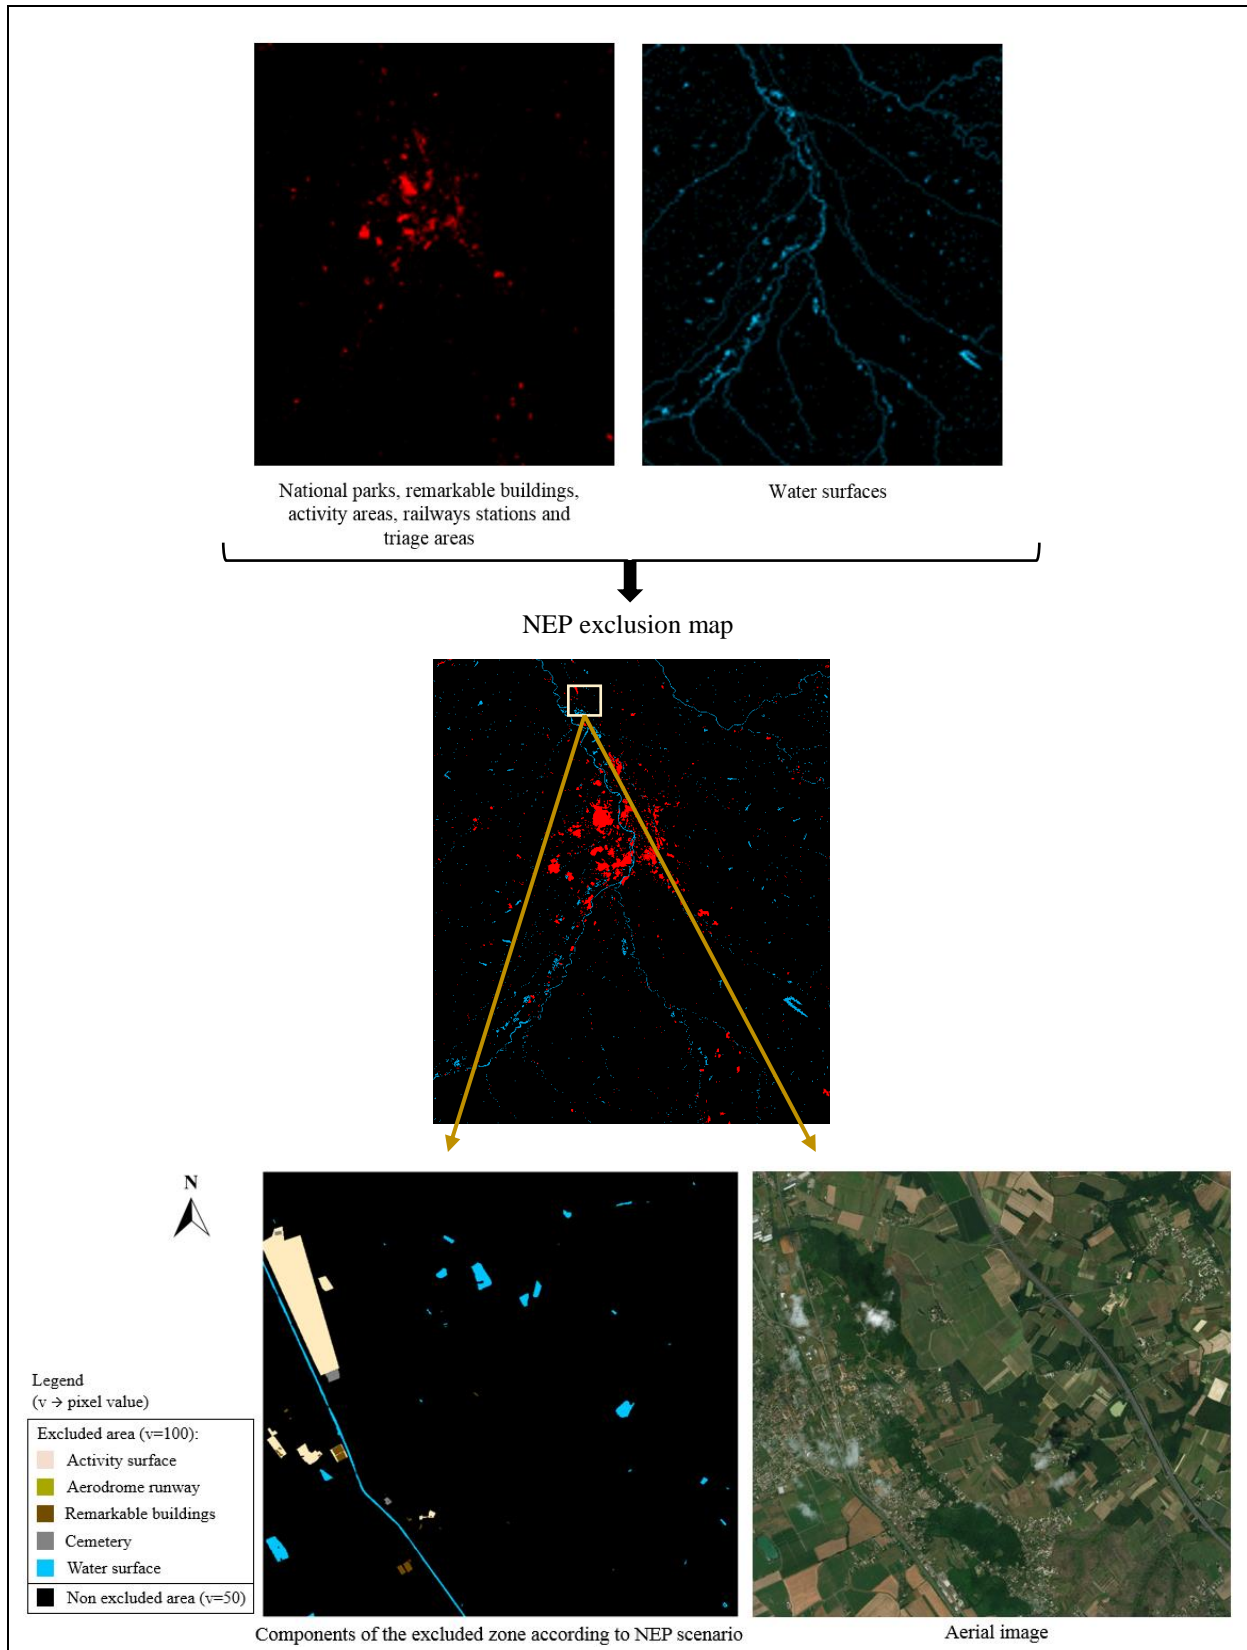 National parks, remarkable buildings,
activity areas, railways stations and
triage areas
Water surfaces
NEP exclusion map
N
Legend
(v → pixel value)
Excluded area (v=100):
Activity surface
Aerodrome runway
Remarkable buildings
Cemetery
Water surface
Non excluded area (v=50)
Components of the excluded zone according to NEP scenario
Aerial image